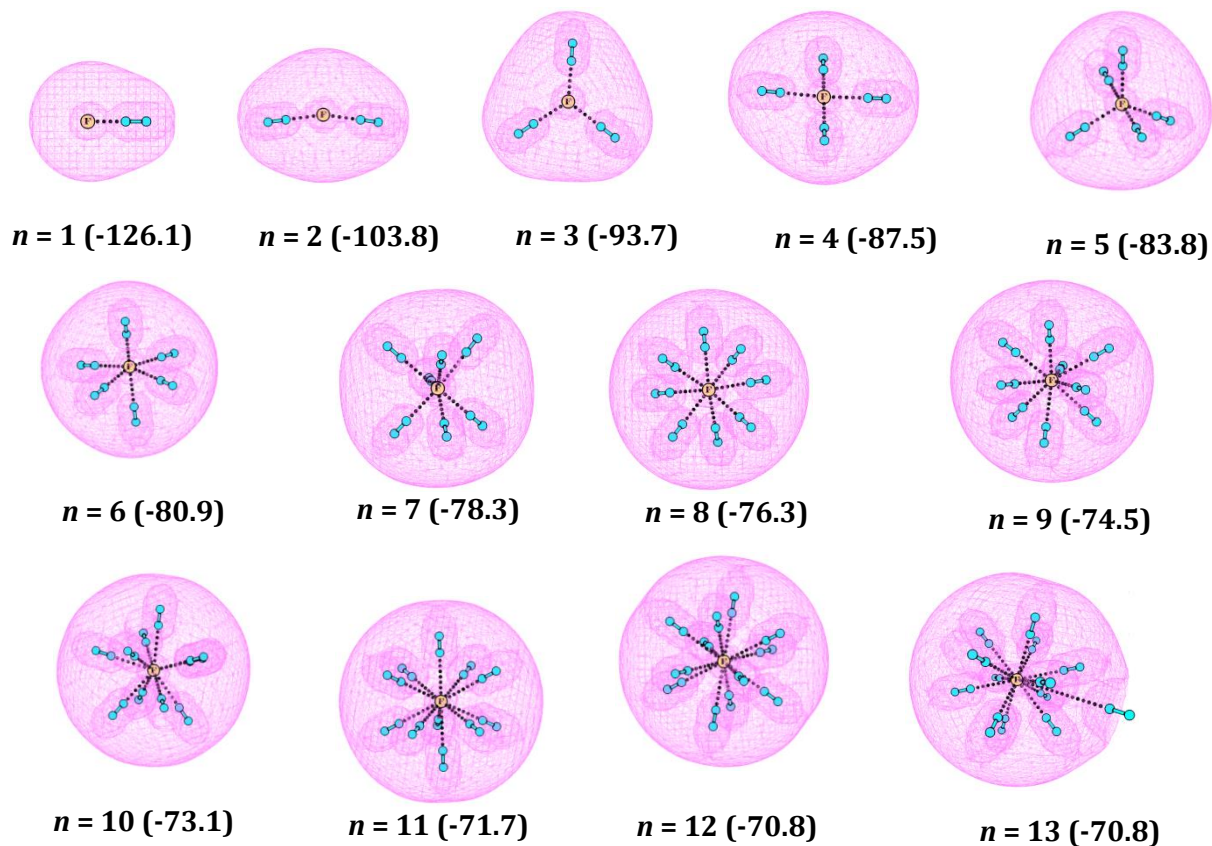 F
F
F
F
F
n = 1 (-126.1)
n = 2 (-103.8)
n = 3 (-93.7)
n = 4 (-87.5)
n = 5 (-83.8)
F
F
F
F
n = 6 (-80.9)
n = 7 (-78.3)
n = 8 (-76.3)
n = 9 (-74.5)
F
F
F
n = 10 (-73.1)
n = 11 (-71.7)
n = 12 (-70.8)
n = 13 (-70.8)